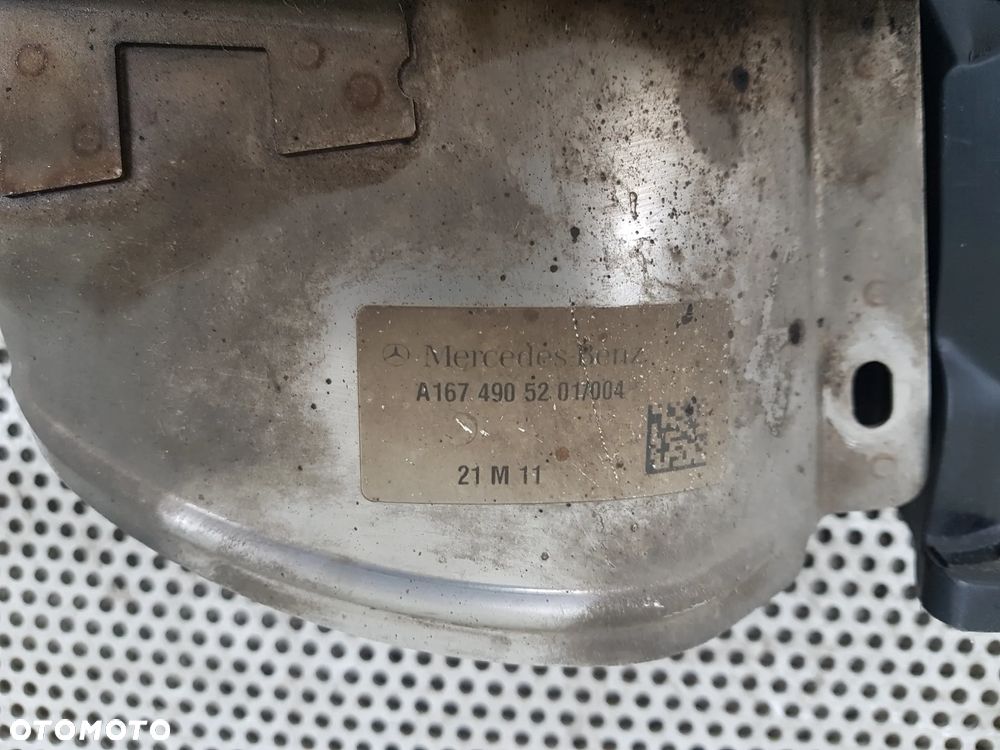 Mercedes-Benz
A167 490 52 01/004
21 M 11
OTOMOTO